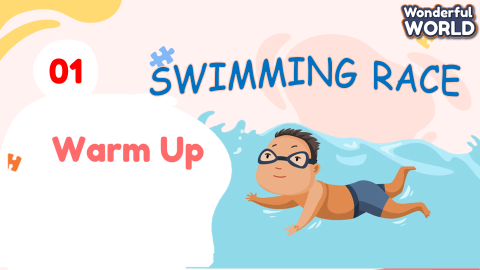 Wonderful
WORLD
01
SWIMMING RACE
Warm Up